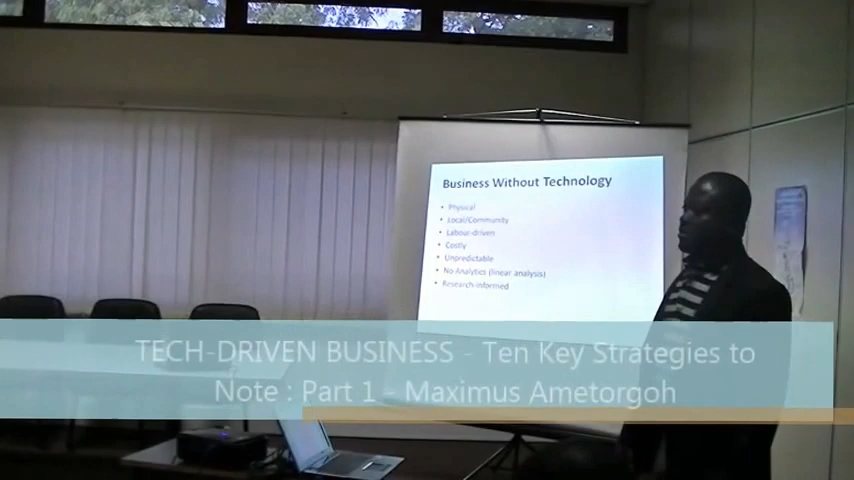 Business Without Technology
• Physical
• Local/Community
• Labour-driven
• Costly
• Unpredictable
• No Analytics (linear analysis)
• Research-informed
TECH-DRIVEN BUSINESS - Ten Key Strategies to
Note : Part 1 - Maximus Ametorgoh